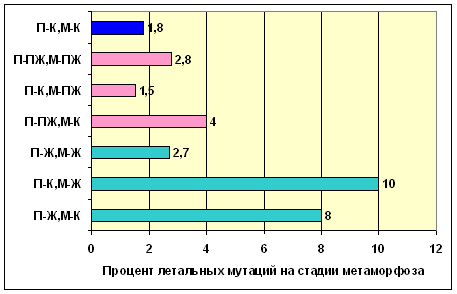 П-К,М-К
1,8
П-ПЖ,М-ПЖ
2,8
П-К,М-ПЖ
1,5
П-ПЖ,М-К
4
П-Ж,М-Ж
2,7
П-К,М-Ж
10
П-Ж,М-К
8
0 2 4 6 8 10 12
Процент летальных мутаций на стадии метаморфоза